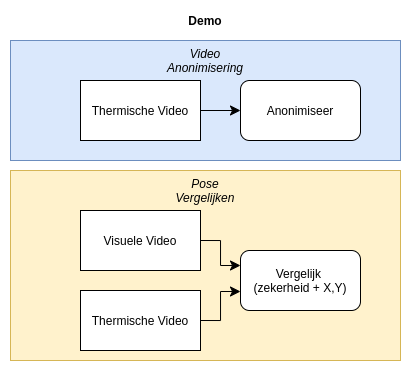 Demo
Video
Anonimisering
Thermische Video
Anonimiseer
Pose
Vergelijken
Visuele Video
Thermische Video
Vergelijk
(zekerheid + X,Y)